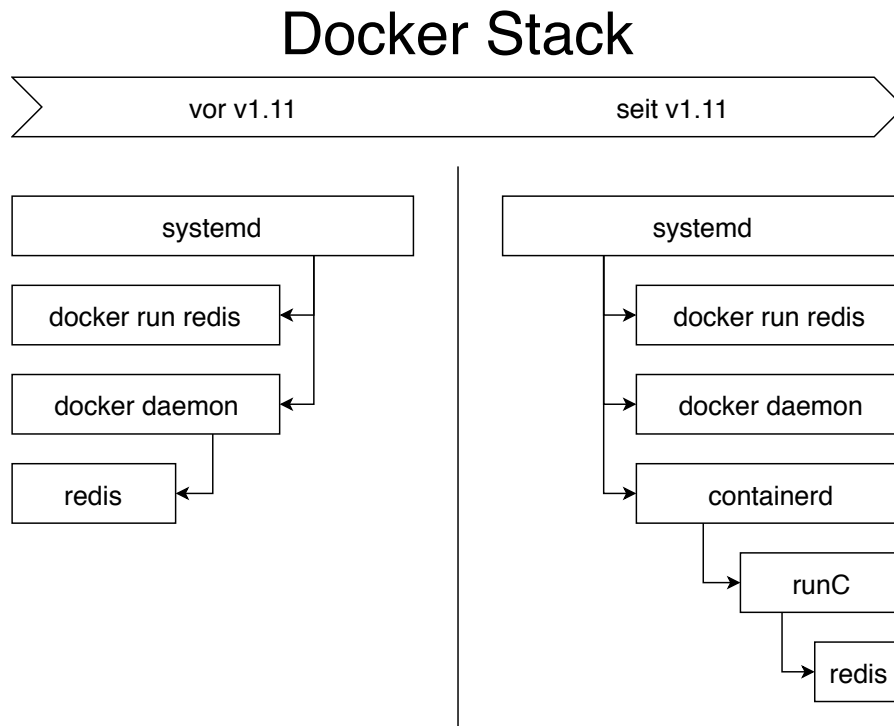 Docker Stack
vor v1.11
seit v1.11
systemd
docker run redis
docker daemon
redis
systemd
docker run redis
docker daemon
containerd
runC
redis